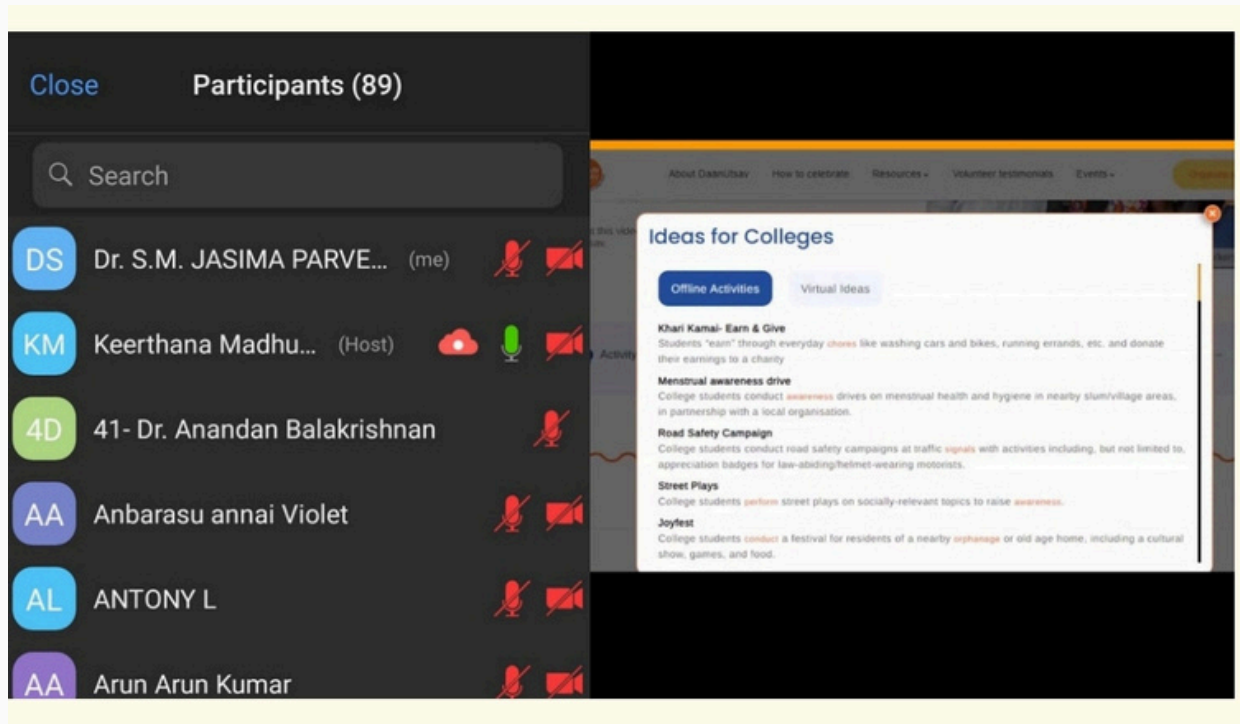 Close
Participants (89)
Search
DS
Dr. S.M. JASIMA PARVE... (me)
KM
Keerthana Madhu... (Host)
4D
41- Dr. Anandan Balakrishnan
AA
Anbarasu annai Violet
AL
ANTONY L
AA
Arun Arun Kumar
About DaanUtsav How to celebrate Resources Volunteer testimonials Events
Ideas for Colleges
Offline Activities
Virtual Ideas
Activity
Khari Kamai- Earn & Give
Students "earn" through everyday chores like washing cars and bikes, running errands, etc. and donate
their earnings to a charity
Menstrual awareness drive
College students conduct awareness drives on menstrual health and hygiene in nearby slum/village areas,
in partnership with a local organisation.
Road Safety Campaign
College students conduct road safety campaigns at traffic signals with activities including, but not limited to,
appreciation badges for law-abiding/helmet-wearing motorists.
Street Plays
College students perform street plays on socially-relevant topics to raise awareness.
Joyfest
College students conduct a festival for residents of a nearby orphanage or old age home, including a cultural
show, games, and food.